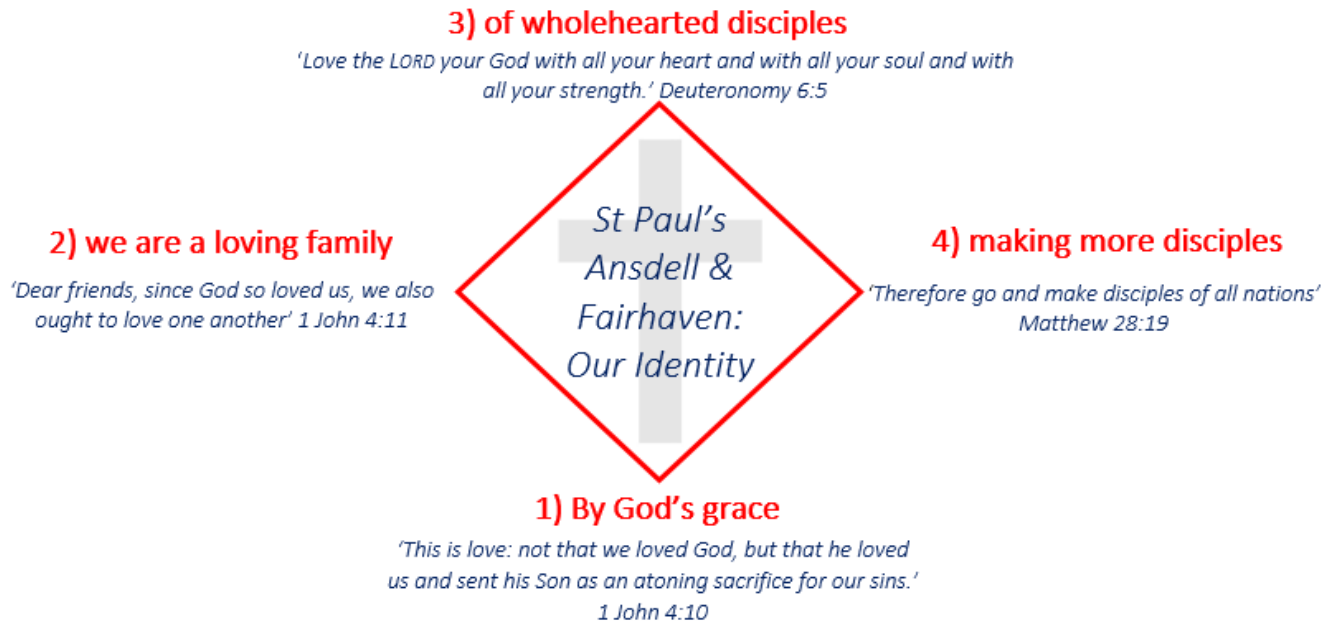 3) of wholehearted disciples
‘Love the LORD your God with all your heart and with all your soul and with
all your strength.’ Deuteronomy 6:5
2) we are a loving family
‘Dear friends, since God so loved us, we also
ought to love one another’ 1 John 4:11
St Paul’s
Ansdell &
Fairhaven:
Our Identity
4) making more disciples
‘Therefore go and make disciples of all nations’
Matthew 28:19
1) By God’s grace
‘This is love: not that we loved God, but that he loved
us and sent his Son as an atoning sacrifice for our sins.’
1 John 4:10